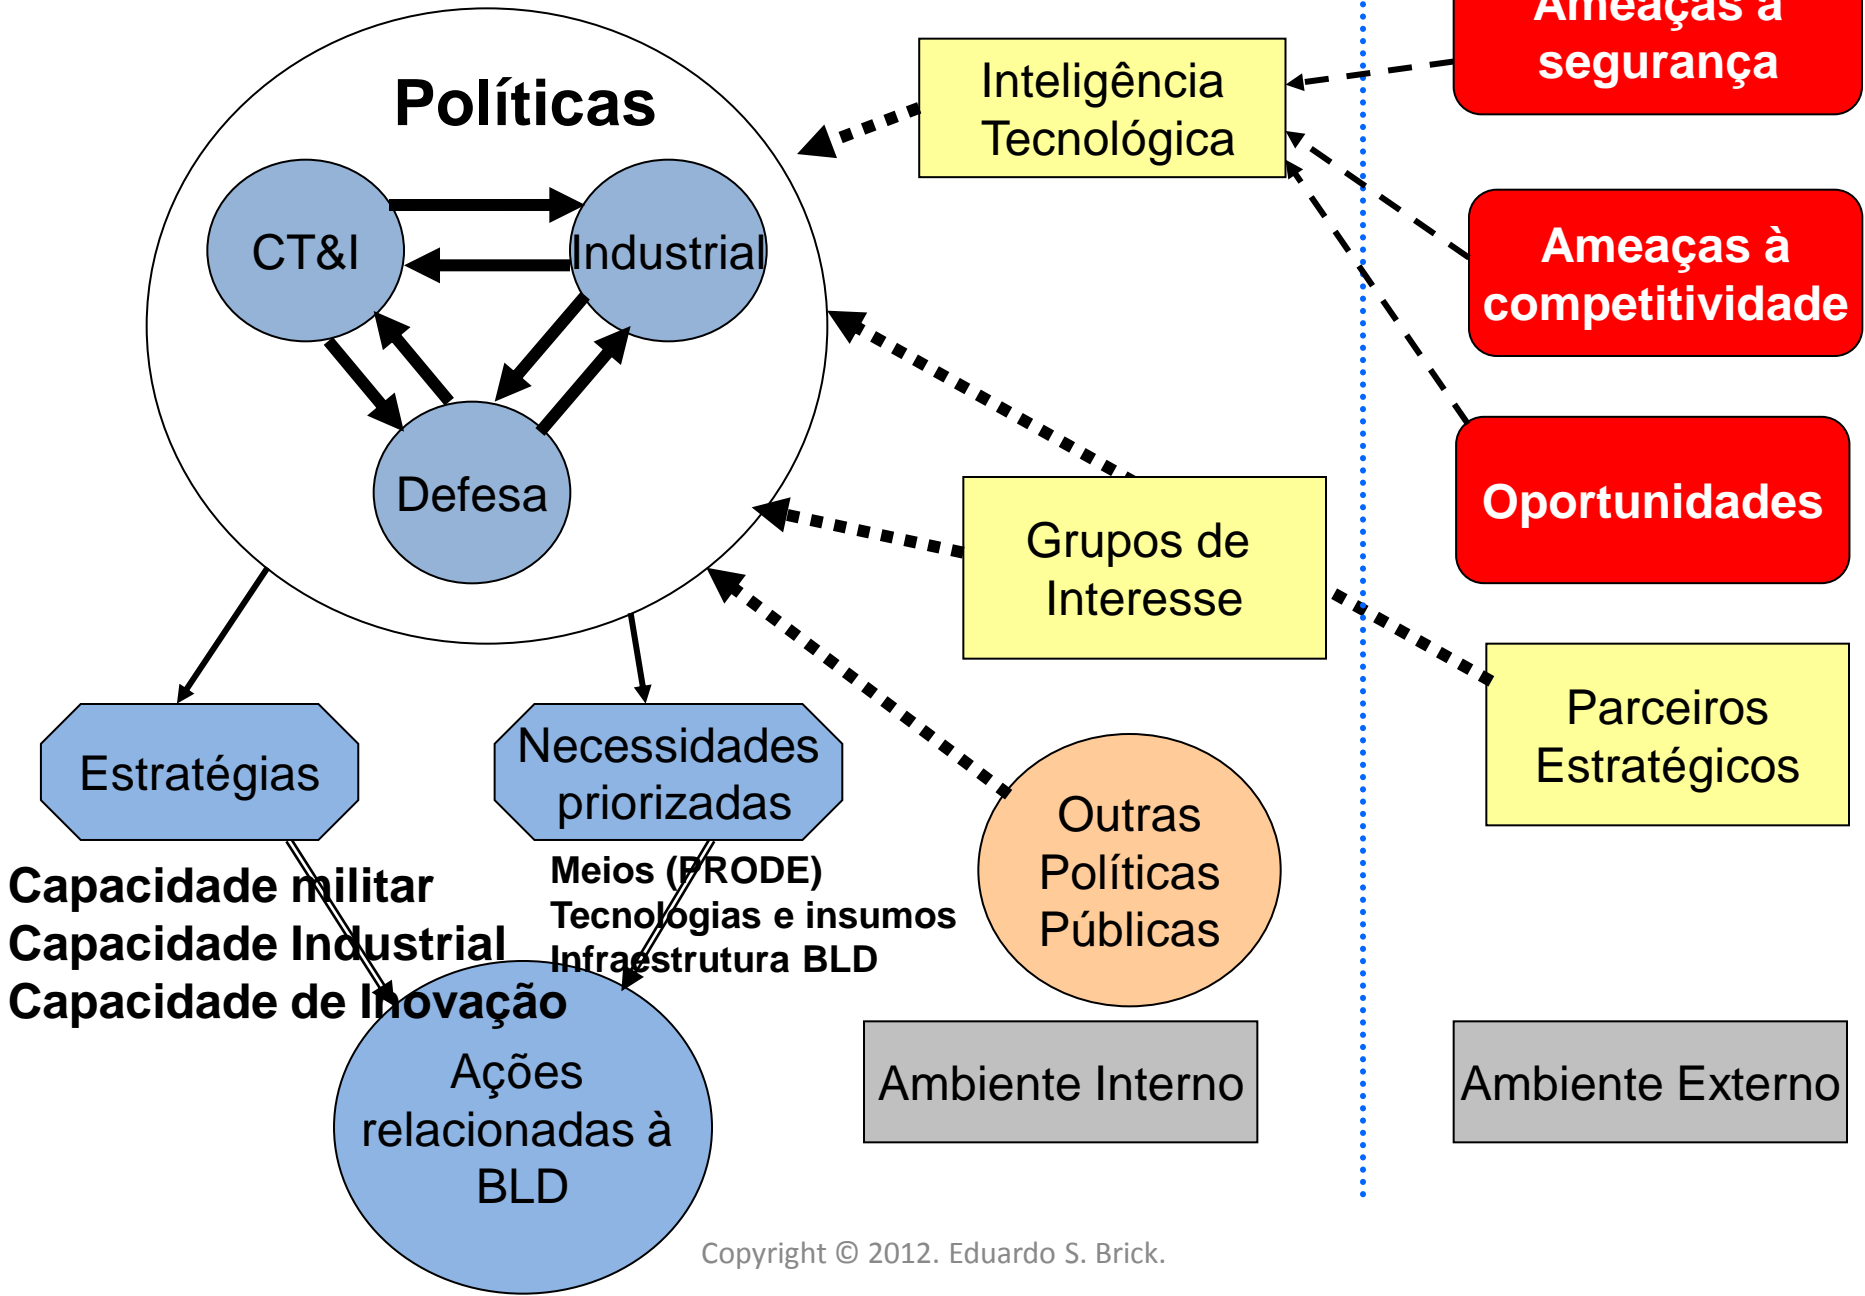 Ameaças à
segurança
Políticas
Inteligência
Tecnológica
CT&I
Industrial
Ameaças à
competitividade
Defesa
Oportunidades
Grupos de
Interesse
Parceiros
Estratégicos
Estratégias
Necessidades
priorizadas
Outras
Políticas
Públicas
Capacidade militar
Capacidade Industrial
Capacidade de Inovação
Meios (PRODE)
Tecnologias e insumos
Infraestrutura BLD
Ações
relacionadas à
BLD
Ambiente Interno
Ambiente Externo
Copyright © 2012. Eduardo S. Brick.